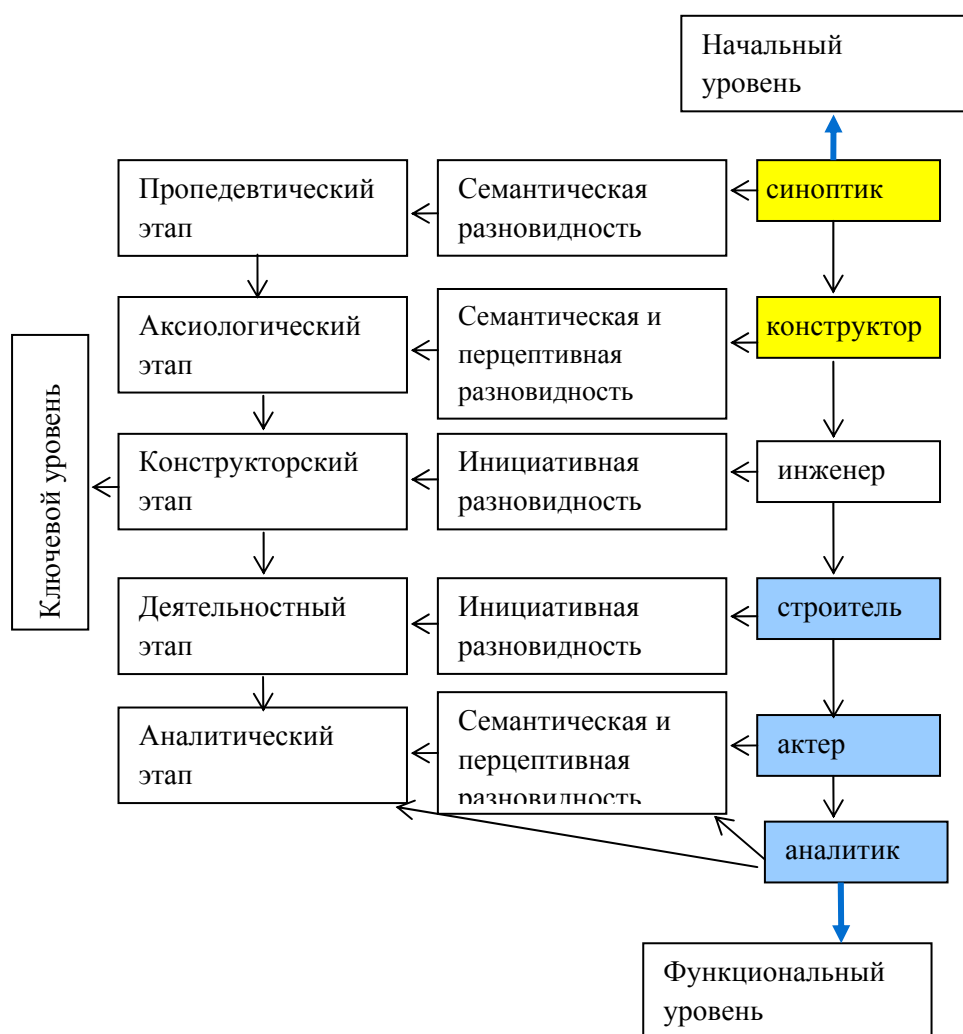 Начальный
уровень
Пропедевтический
этап
Семантическая
разновидность
синоптик
Аксиологический
этап
Семантическая и
перцептивная
разновидность
конструктор
Ключевой уровень
Конструкторский
этап
Инициативная
разновидность
инженер
Деятельностный
этап
Инициативная
разновидность
строитель
Аналитический
этап
Семантическая и
перцептивная
разновидность
актер
аналитик
Функциональный
уровень